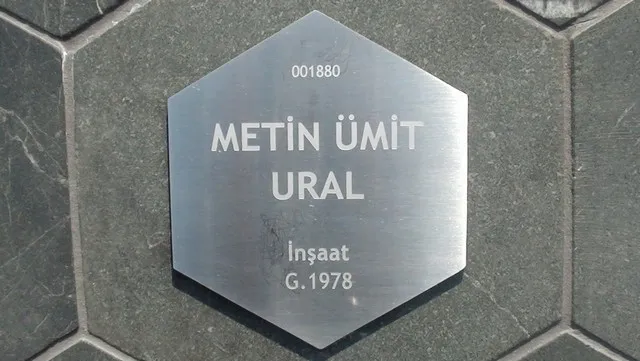 001880
METİN ÜMİT
URAL
İnşaat
G.1978